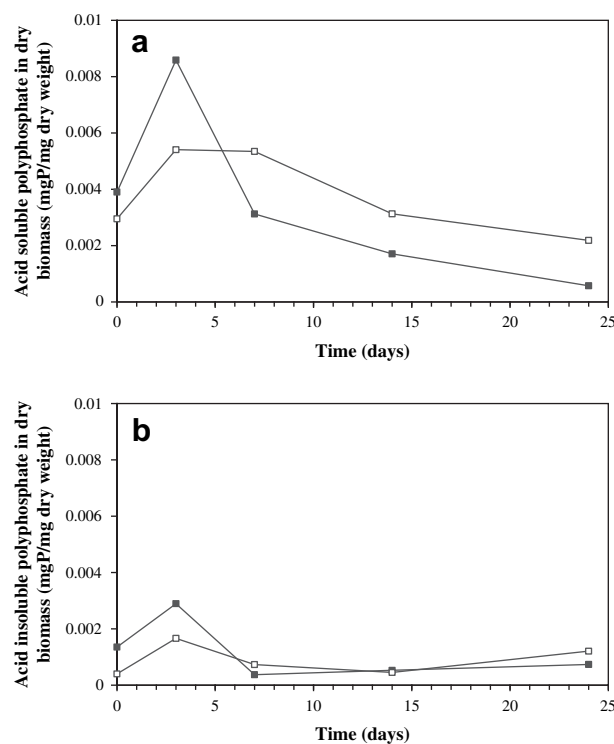 a
Acid soluble polyphosphate in dry
biomass (mgP/mg dry weight)
0.01
0.008
0.006
0.004
0.002
0
0 5 10 15 20 25
Time (days)
b
Acid insoluble polyphosphate in dry
biomass (mgP/mg dry weight)
0.01
0.008
0.006
0.004
0.002
0
0 5 10 15 20 25
Time (days)